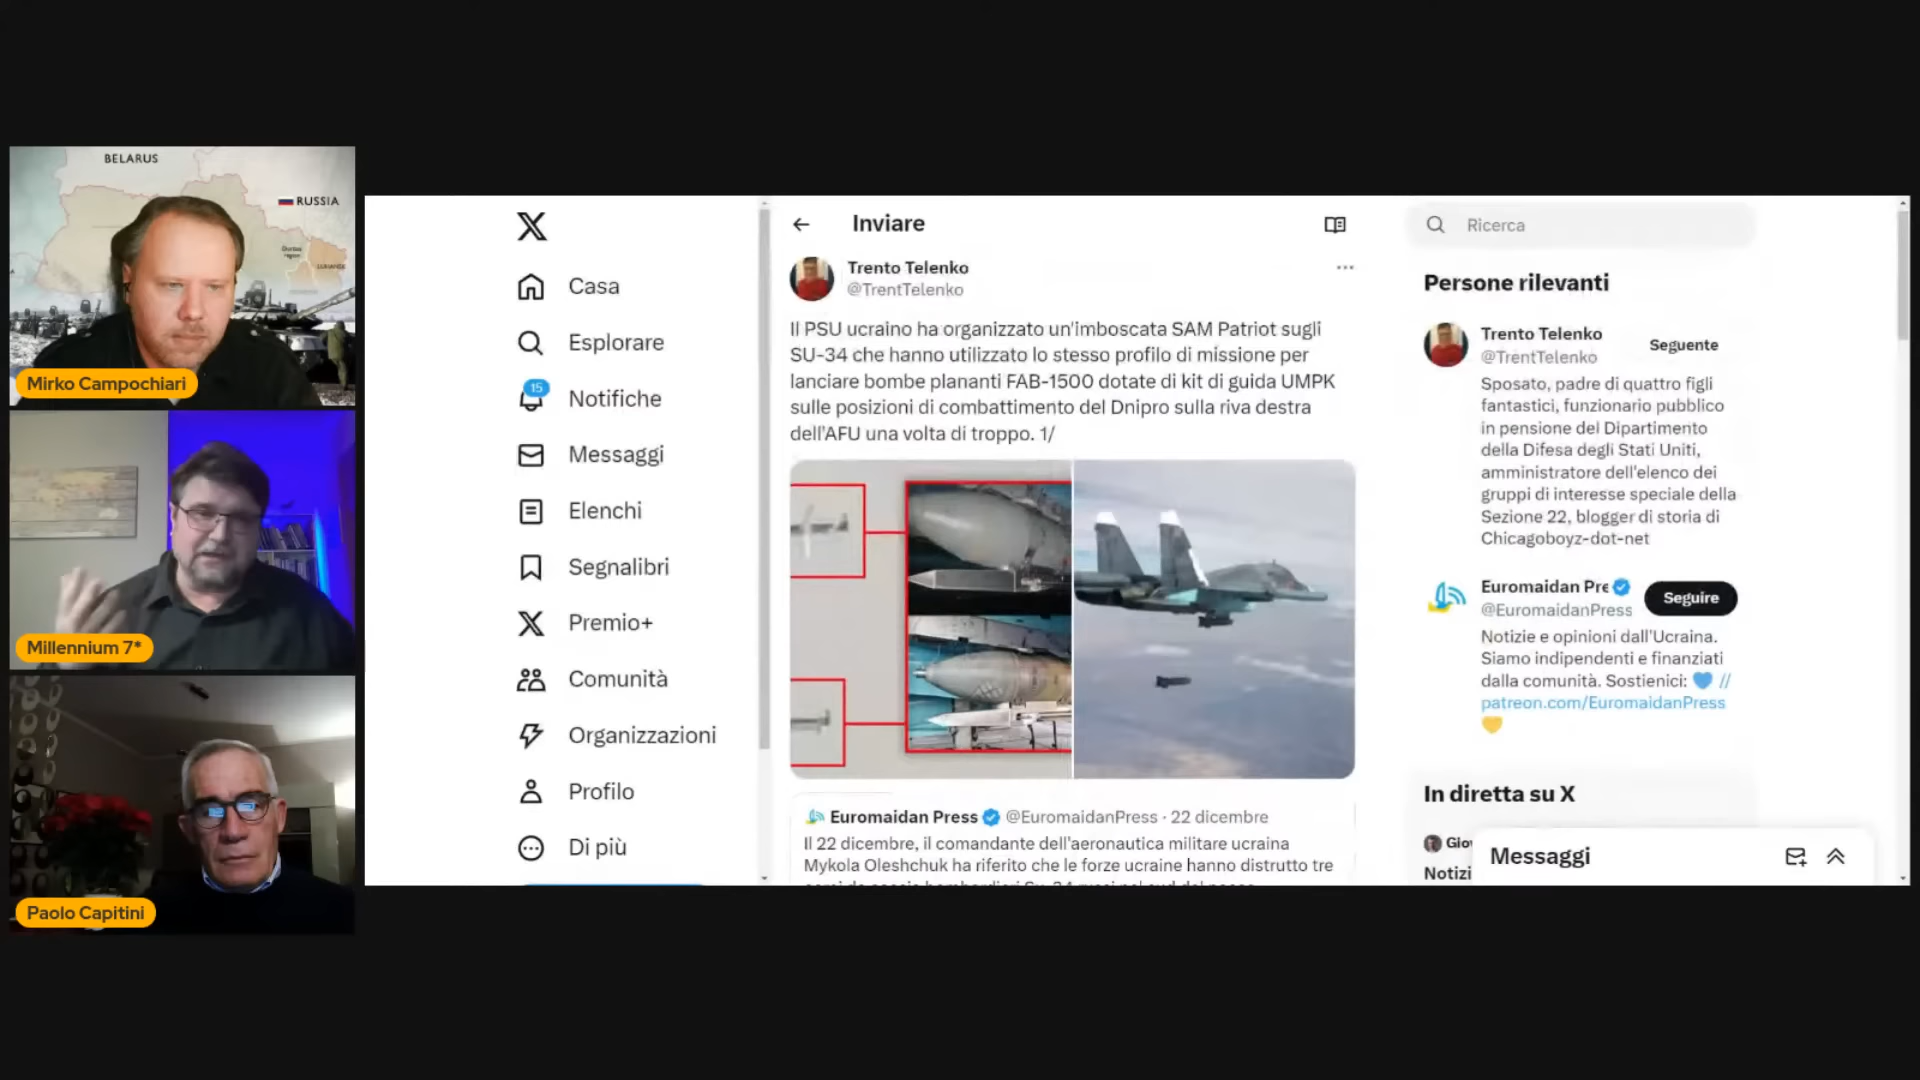 BELARUS
RUSSIA
Mirko Campochiari
Millennium 7*
Paolo Capitini
15
Casa
Esplorare
Notifiche
Messaggi
Elenchi
Segnalibri
Premio+
Comunità
Organizzazioni
Profilo
Di più
Inviare
Trento Telenko
@TrentTelenko
Il PSU ucraino ha organizzato un'imboscata SAM Patriot sugli
SU-34 che hanno utilizzato lo stesso profilo di missione per
lanciare bombe plananti FAB-1500 dotate di kit di guida UMPK
sulle posizioni di combattimento del Dnipro sulla riva destra
dell'AFU una volta di troppo. 1/
Euromaidan Press @EuromaidanPress · 22 dicembre
Il 22 dicembre, il comandante dell'aeronautica militare ucraina
Mykola Oleshchuk ha riferito che le forze ucraine hanno distrutto tre
Ricerca
Persone rilevanti
Trento Telenko
@TrentTelenko
Seguente
Sposato, padre di quattro figli
fantastici, funzionario pubblico
in pensione del Dipartimento
della Difesa degli Stati Uniti,
amministratore dell'elenco dei
gruppi di interesse speciale della
Sezione 22, blogger di storia di
Chicagoboyz-dot-net
Euromaidan Pre
@EuromaidanPress
Seguire
Notizie e opinioni dall'Ucraina.
Siamo indipendenti e finanziati
dalla comunità. Sostienici: 💙 //
patreon.com/EuromaidanPress
💛
In diretta su X
Gio
Notizi
Messaggi